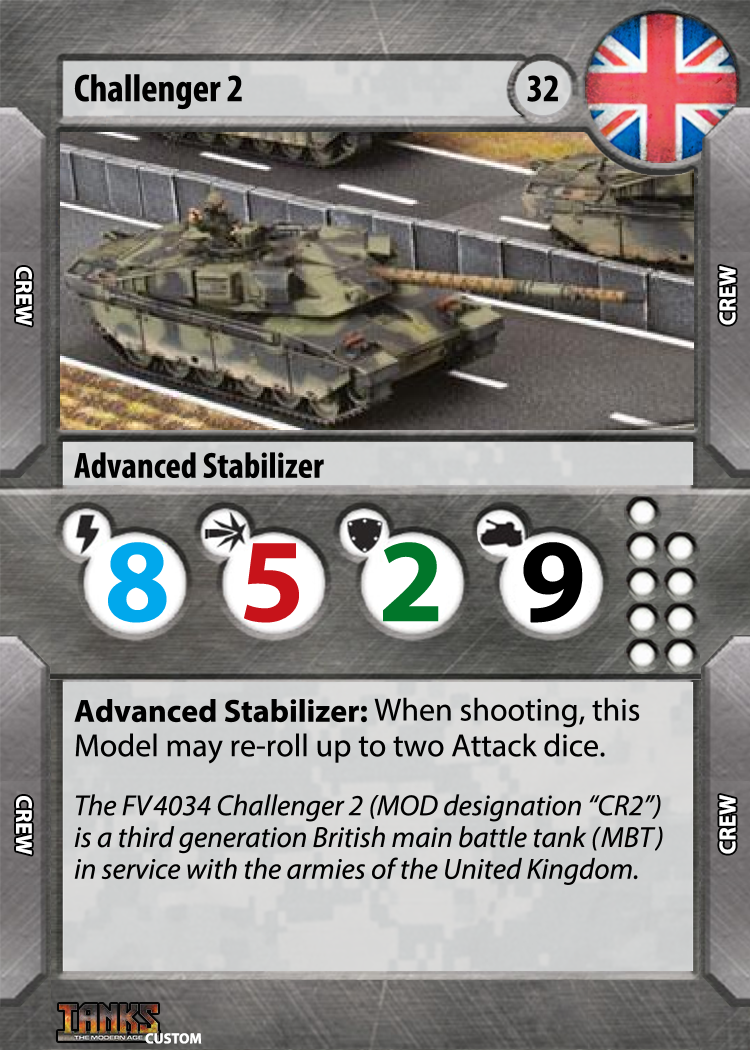 Challenger 2
32
CREW
CREW
Advanced Stabilizer
8 5 2 9
Advanced Stabilizer: When shooting, this
Model may re-roll up to two Attack dice.
The FV4034 Challenger 2 (MOD designation “CR2”)
is a third generation British main battle tank (MBT)
in service with the armies of the United Kingdom.
CREW
CREW
TANKS
THE MODERN AGE
CUSTOM